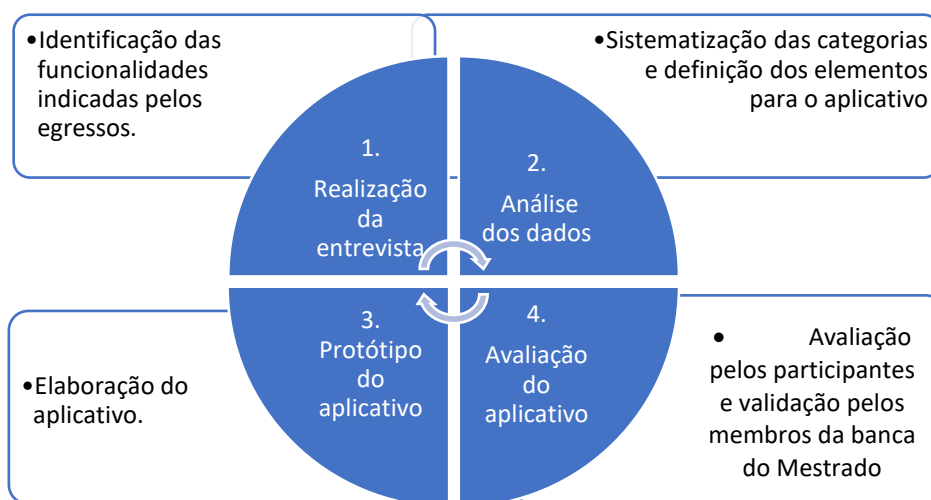 •Identificação das
funcionalidades
indicadas pelos
egressos.
•Sistematização das categorias
e definição dos elementos
para o aplicativo
1.
Realização
da
entrevista
2.
Análise
dos dados
3.
Protótipo
do
aplicativo
4.
Avaliação
do
aplicativo
•Elaboração do
aplicativo.
• Avaliação
pelos participantes
e validação pelos
membros da banca
do Mestrado